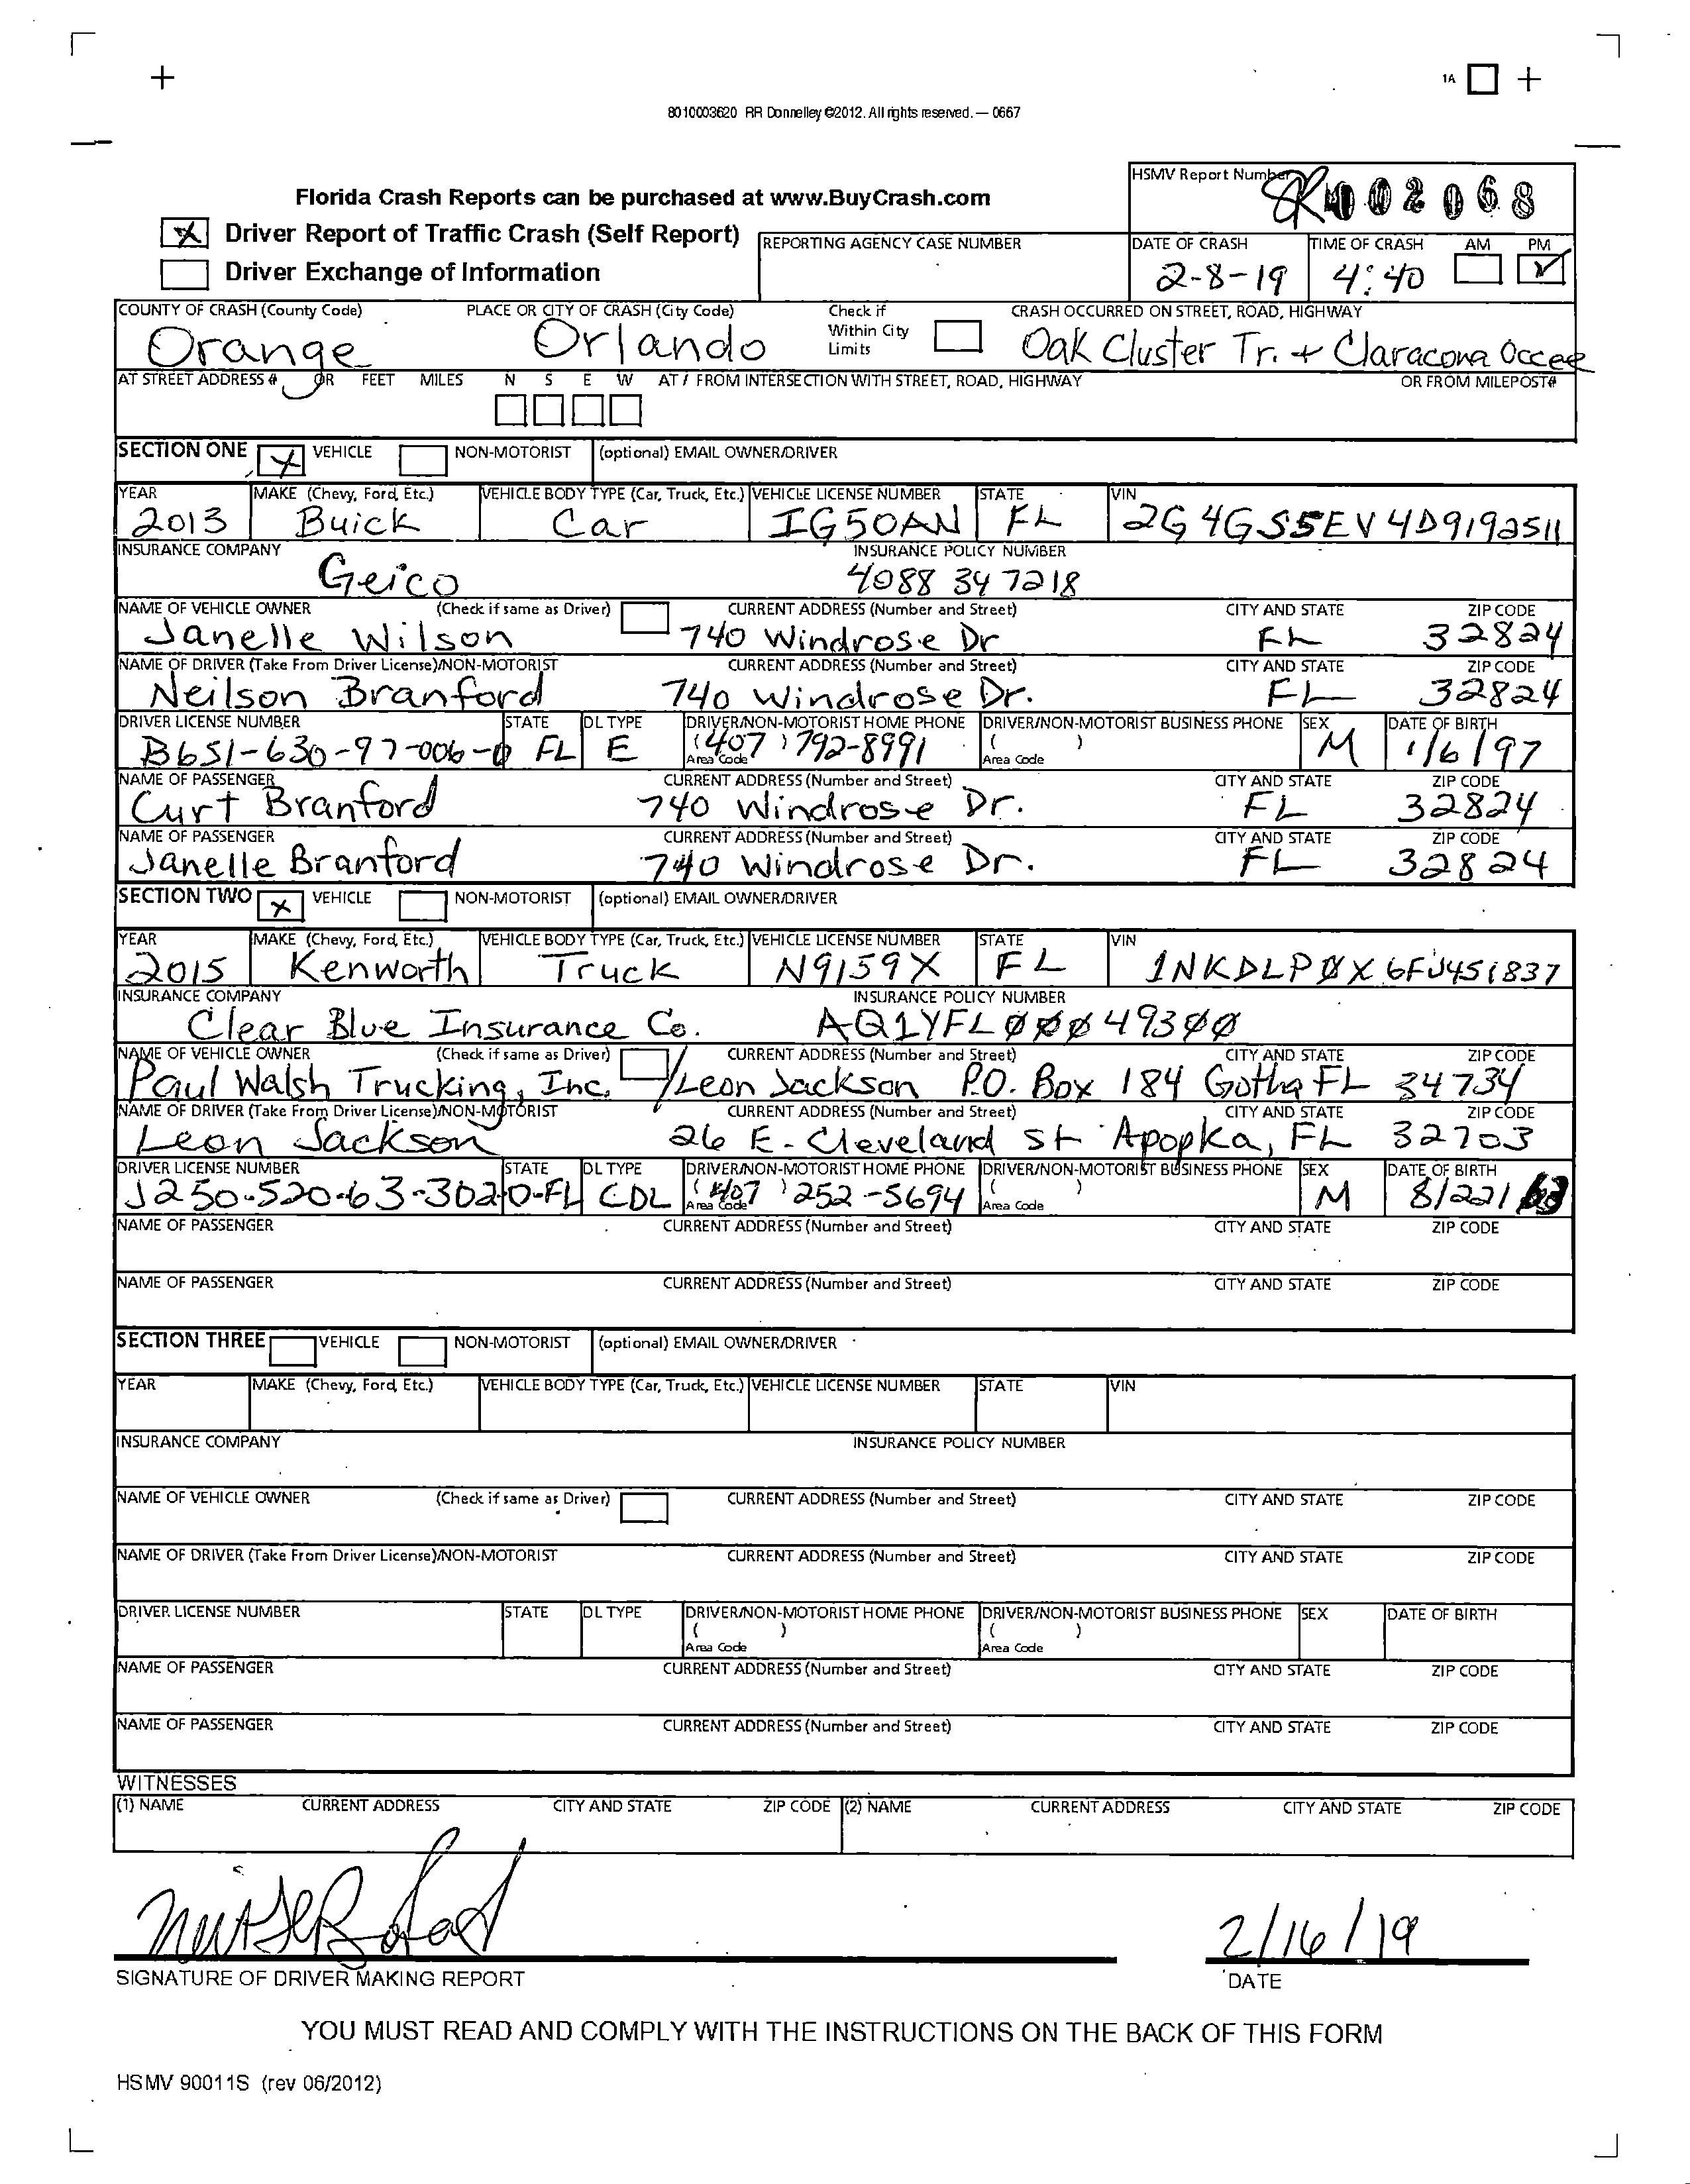 1A
8010003620 RR Donnelley ©2012. All rights reserved. — 0667
HSMV Report Number 002068
Florida Crash Reports can be purchased at www.BuyCrash.com
X Driver Report of Traffic Crash (Self Report)
Driver Exchange of Information
REPORTING AGENCY CASE NUMBER
DATE OF CRASH TIME OF CRASH AM PM
2-8-19 4:40
COUNTY OF CRASH (County Code) PLACE OR CITY OF CRASH (City Code) Check if Within City Limits CRASH OCCURRED ON STREET, ROAD, HIGHWAY
Orange Orlando Oak Cluster Tr. + Claracona Occee
AT STREET ADDRESS # OR FEET MILES N S E W AT / FROM INTERSECTION WITH STREET, ROAD, HIGHWAY OR FROM MILEPOST#
SECTION ONE X VEHICLE NON-MOTORIST (optional) EMAIL OWNER/DRIVER
YEAR MAKE (Chevy, Ford, Etc.) VEHICLE BODY TYPE (Car, Truck, Etc.) VEHICLE LICENSE NUMBER STATE VIN
2013 Buick Car IG50AN FL 2G4GS5EV4D9192511
INSURANCE COMPANY INSURANCE POLICY NUMBER
Geico 4088 34 7218
NAME OF VEHICLE OWNER (Check if same as Driver) CURRENT ADDRESS (Number and Street) CITY AND STATE ZIP CODE
Janelle Wilson 740 Windrose Dr FL 32824
NAME OF DRIVER (Take From Driver License)/NON-MOTORIST CURRENT ADDRESS (Number and Street) CITY AND STATE ZIP CODE
Neilson Branford 740 Windrose Dr. FL 32824
DRIVER LICENSE NUMBER STATE DL TYPE DRIVER/NON-MOTORIST HOME PHONE DRIVER/NON-MOTORIST BUSINESS PHONE SEX DATE OF BIRTH
B651-630-97-006-0 FL E (407) 792-8991 ( ) M 1/6/97
Area Code Area Code
NAME OF PASSENGER CURRENT ADDRESS (Number and Street) CITY AND STATE ZIP CODE
Curt Branford 740 Windrose Dr. FL 32824
NAME OF PASSENGER CURRENT ADDRESS (Number and Street) CITY AND STATE ZIP CODE
Janelle Branford 740 Windrose Dr. FL 32824
SECTION TWO X VEHICLE NON-MOTORIST (optional) EMAIL OWNER/DRIVER
YEAR MAKE (Chevy, Ford, Etc.) VEHICLE BODY TYPE (Car, Truck, Etc.) VEHICLE LICENSE NUMBER STATE VIN
2015 Kenworth Truck N9159X FL 1NKDLP0X6FJ451837
INSURANCE COMPANY INSURANCE POLICY NUMBER
Clear Blue Insurance Co. AQ1YFL00049300
NAME OF VEHICLE OWNER (Check if same as Driver) CURRENT ADDRESS (Number and Street) CITY AND STATE ZIP CODE
Paul Walsh Trucking, Inc. / Leon Jackson P.O. Box 184 Gotha FL 34734
NAME OF DRIVER (Take From Driver License)/NON-MOTORIST CURRENT ADDRESS (Number and Street) CITY AND STATE ZIP CODE
Leon Jackson 26 E. Cleveland St Apopka, FL 32703
DRIVER LICENSE NUMBER STATE DL TYPE DRIVER/NON-MOTORIST HOME PHONE DRIVER/NON-MOTORIST BUSINESS PHONE SEX DATE OF BIRTH
J250-520-63-302-0-FL CDL (407) 252-5694 ( ) M 8/22/63
Area Code Area Code
NAME OF PASSENGER CURRENT ADDRESS (Number and Street) CITY AND STATE ZIP CODE
NAME OF PASSENGER CURRENT ADDRESS (Number and Street) CITY AND STATE ZIP CODE
SECTION THREE VEHICLE NON-MOTORIST (optional) EMAIL OWNER/DRIVER
YEAR MAKE (Chevy, Ford, Etc.) VEHICLE BODY TYPE (Car, Truck, Etc.) VEHICLE LICENSE NUMBER STATE VIN
INSURANCE COMPANY INSURANCE POLICY NUMBER
NAME OF VEHICLE OWNER (Check if same as Driver) CURRENT ADDRESS (Number and Street) CITY AND STATE ZIP CODE
NAME OF DRIVER (Take From Driver License)/NON-MOTORIST CURRENT ADDRESS (Number and Street) CITY AND STATE ZIP CODE
DRIVER LICENSE NUMBER STATE DL TYPE DRIVER/NON-MOTORIST HOME PHONE DRIVER/NON-MOTORIST BUSINESS PHONE SEX DATE OF BIRTH
( ) ( )
Area Code Area Code
NAME OF PASSENGER CURRENT ADDRESS (Number and Street) CITY AND STATE ZIP CODE
NAME OF PASSENGER CURRENT ADDRESS (Number and Street) CITY AND STATE ZIP CODE
WITNESSES
(1) NAME CURRENT ADDRESS CITY AND STATE ZIP CODE (2) NAME CURRENT ADDRESS CITY AND STATE ZIP CODE
2/16/19
SIGNATURE OF DRIVER MAKING REPORT DATE
YOU MUST READ AND COMPLY WITH THE INSTRUCTIONS ON THE BACK OF THIS FORM
HSMV 90011S (rev 06/2012)